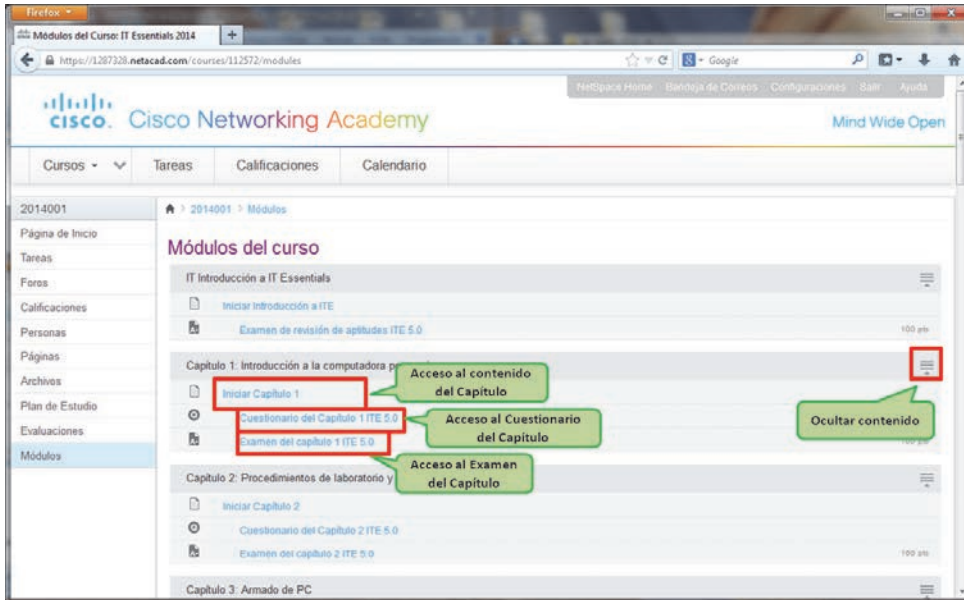 Firefox
Módulos del Curso: IT Essentials 2014
https://1287328.netacad.com/courses/112572/modules
Google
NetSpace Home Bandeja de Correos Configuraciones Salir Ayuda
CISCO. Cisco Networking Academy
Mind Wide Open
Cursos Tareas Calificaciones Calendario
2014001
2014001 Módulos
Página de Inicio
Tareas
Foros
Calificaciones
Personas
Páginas
Archivos
Plan de Estudio
Evaluaciones
Módulos
Módulos del curso
IT Introducción a IT Essentials
Iniciar Introducción a ITE
Examen de revisión de aptitudes ITE 5.0
100 pts
Capítulo 1: Introducción a la computadora
Iniciar Capítulo 1
Cuestionario del Capítulo 1 ITE 5.0
Examen del capítulo 1 ITE 5.0
100 pts
Acceso al contenido
del Capítulo
Acceso al Cuestionario
del Capítulo
Acceso al Examen
del Capítulo
Ocultar contenido
Capítulo 2: Procedimientos de laboratorio y
Iniciar Capítulo 2
Cuestionario del Capítulo 2 ITE 5.0
Examen del capítulo 2 ITE 5.0
100 pts
Capítulo 3: Armado de PC